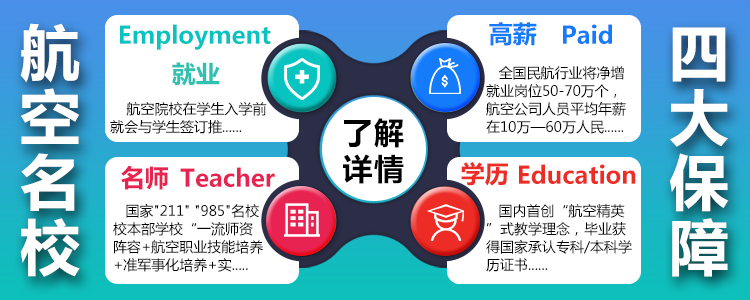 航空名校
Employment
就业
航空院校在学生入学前
就会与学生签订推......
高薪 Paid
全国民航行业将净增
就业岗位50-70万个，
航空公司人员平均年薪
在10万—60万人民......
了解
详情
$
名师 Teacher
国家"211" "985"名校
校本部学校“一流师资
阵容+航空职业技能培养
+准军事化培养+实.....
学历 Education
国内首创“航空精英
”式教学理念，毕业获
得国家承认专科/本科学
历证书......
四大保障